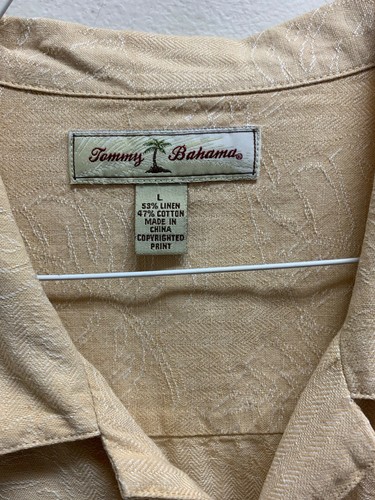 Tommy Bahama®
L
53% LINEN
47% COTTON
MADE IN
CHINA
COPYRIGHTED
PRINT